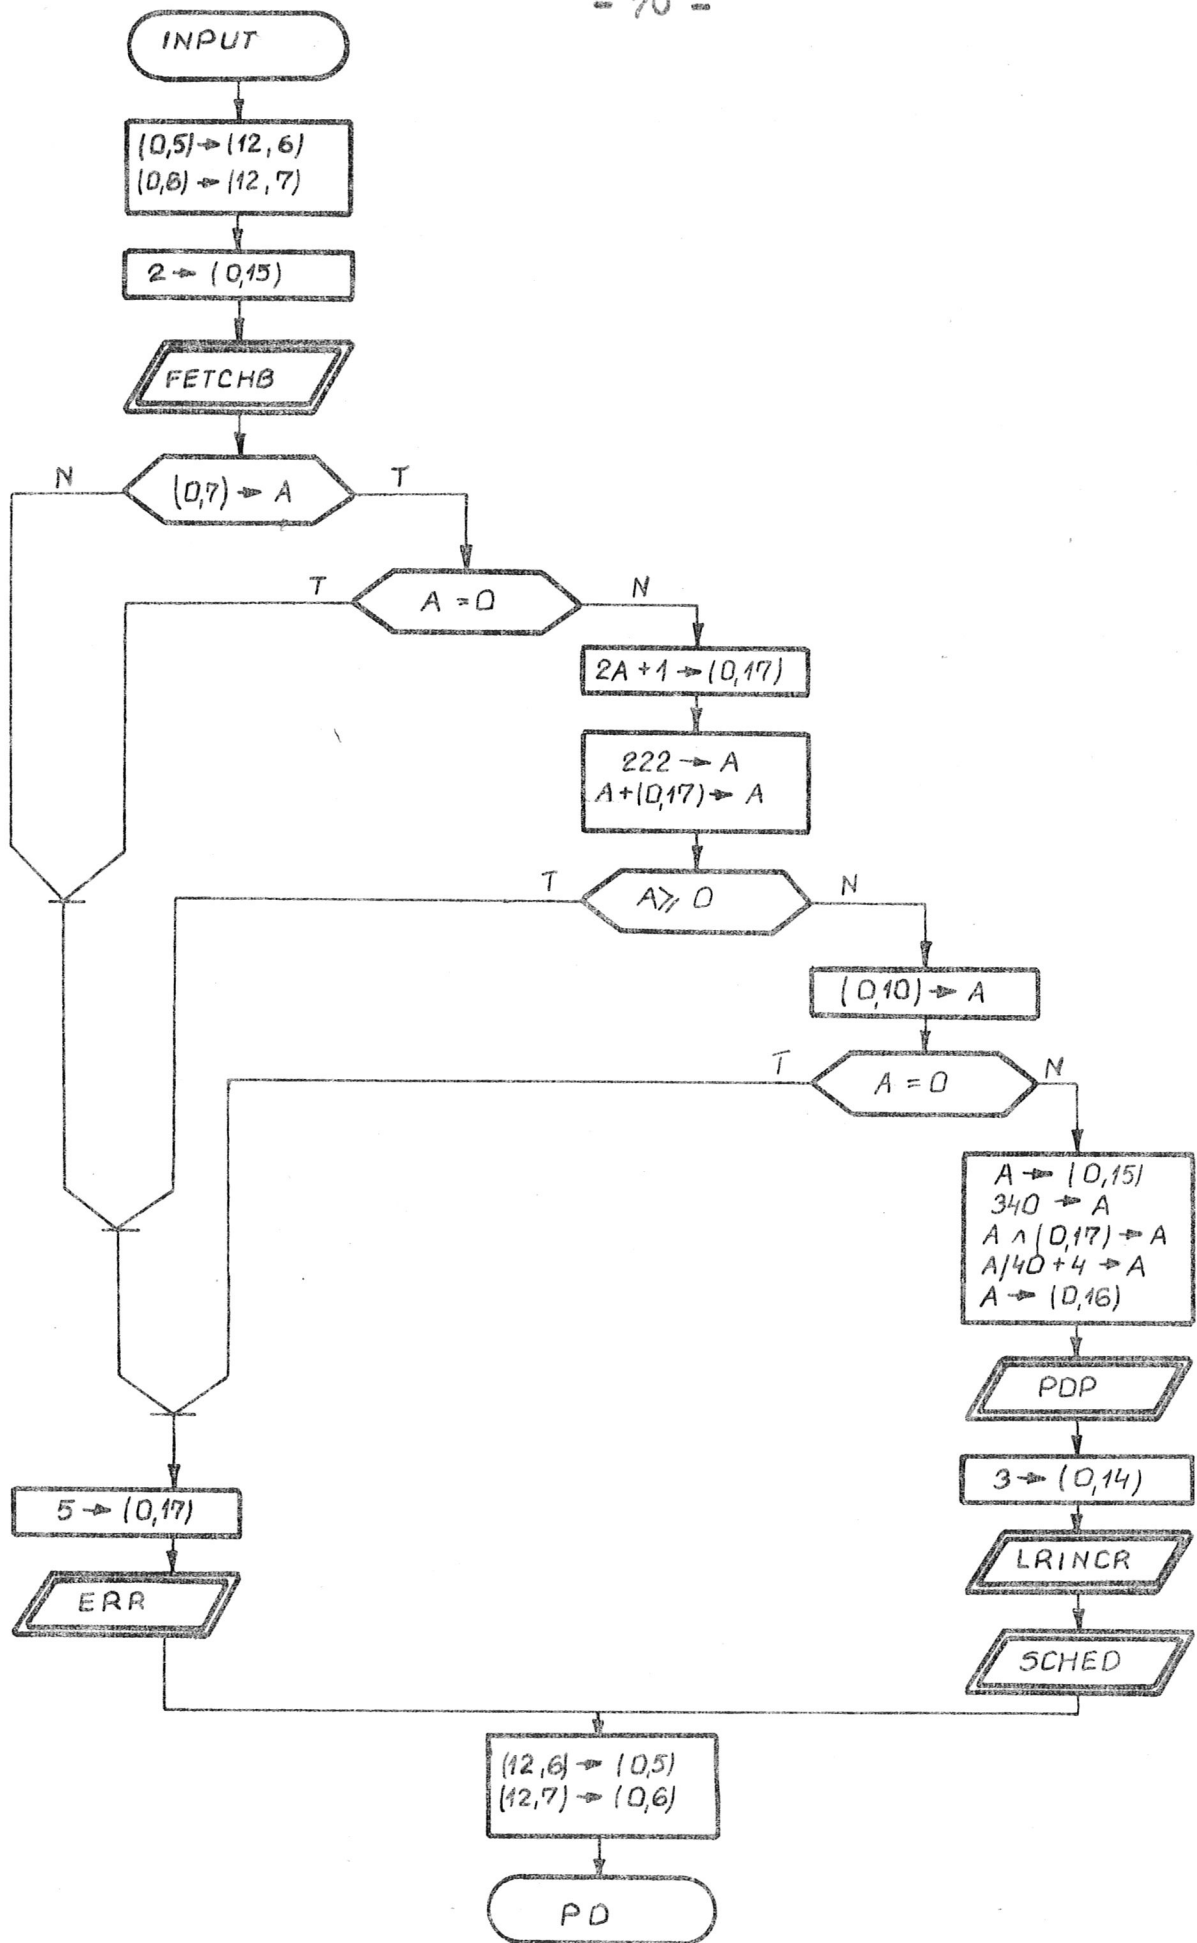 - 70 -
INPUT
(0,5) → (12,6)
(0,6) → (12,7)
2 → (0,15)
FETCHB
N
(0,7) → A
T
T
A = 0
N
2A + 1 → (0,17)
222 → A
A + (0,17) → A
T
A ≥ 0
N
(0,10) → A
T
A = 0
N
A → (0,15)
340 → A
A ∧ (0,17) → A
A/40 + 4 → A
A → (0,16)
PDP
3 → (0,14)
5 → (0,17)
LRINCR
ERR
SCHED
(12,6) → (0,5)
(12,7) → (0,6)
PD